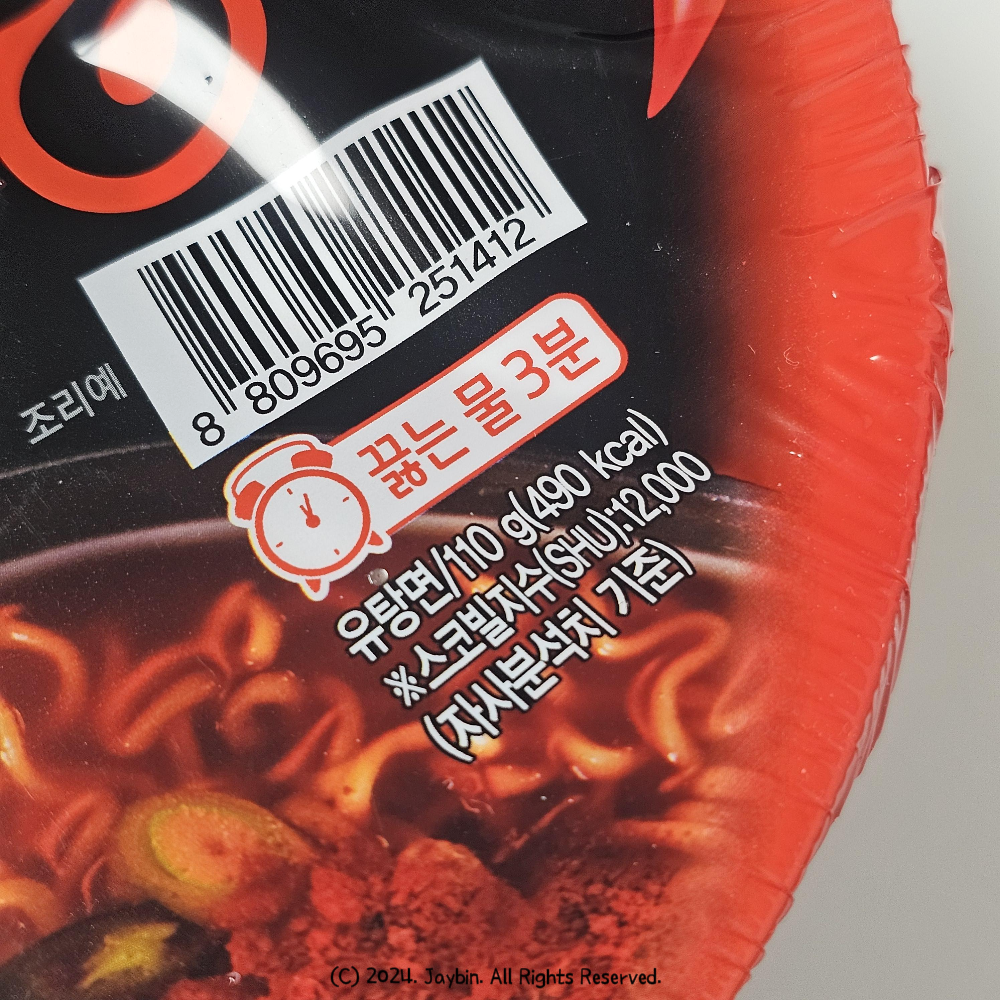 8 809695 251412
조리예
끓는 물 3분
유탕면/110 g(490 kcal)
※스코빌지수(SHU):12,000
(자사분석치 기준)
(C) 2024. Jaybin. All Rights Reserved.